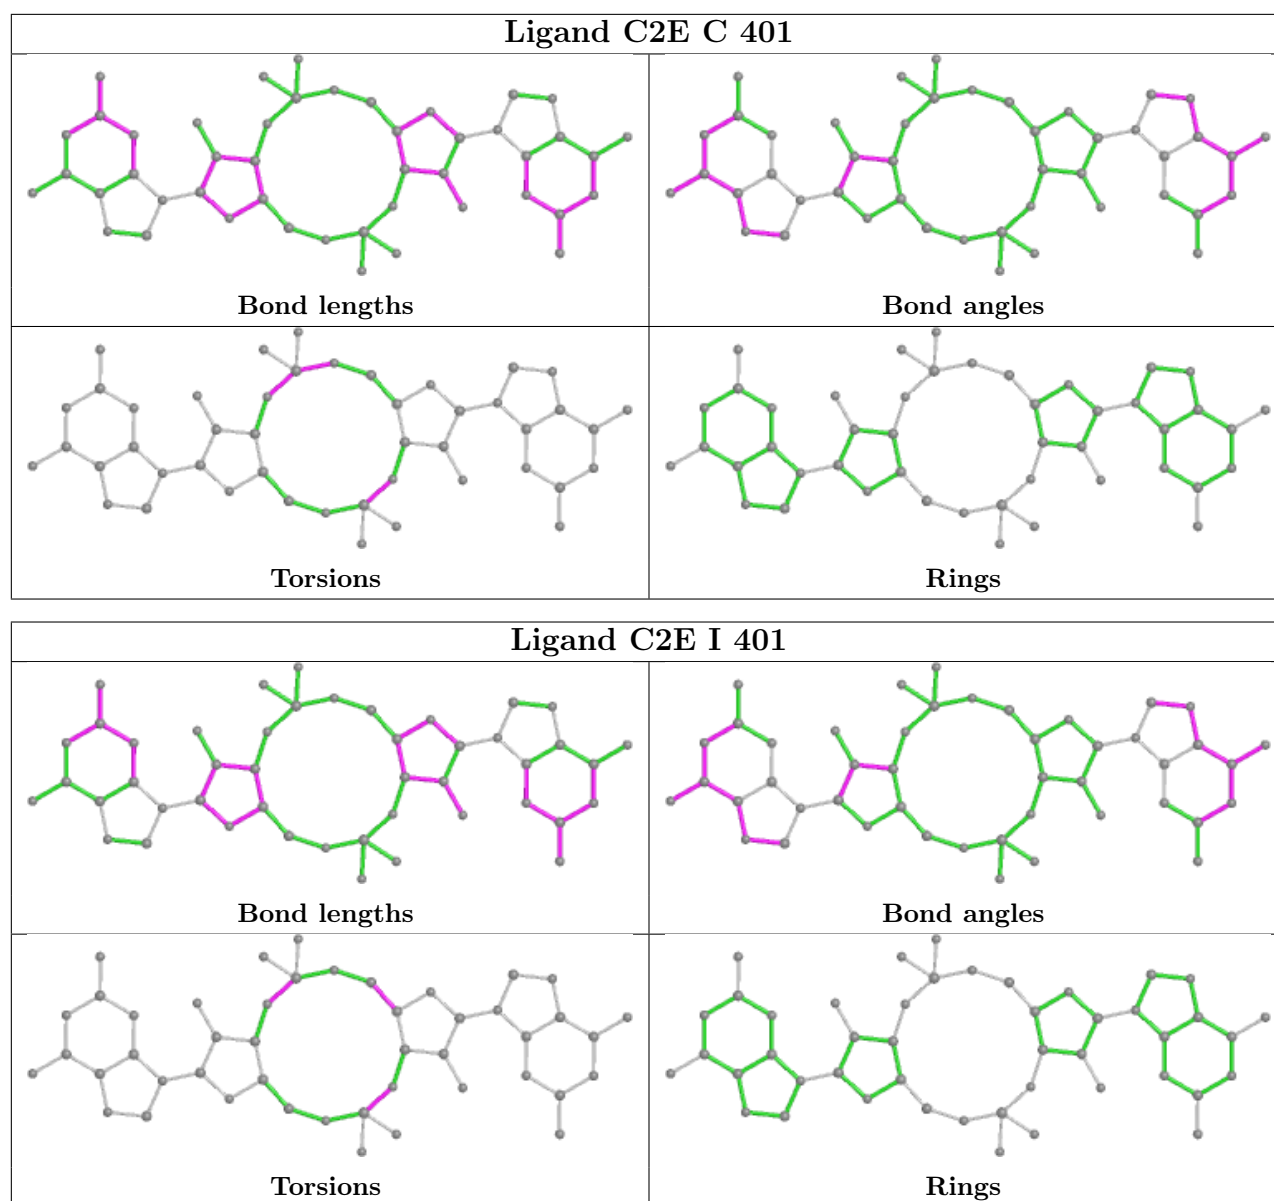 Ligand C2E C 401
Bond lengths
Bond angles
Torsions
Rings
Ligand C2E I 401
Bond lengths
Bond angles
Torsions
Rings